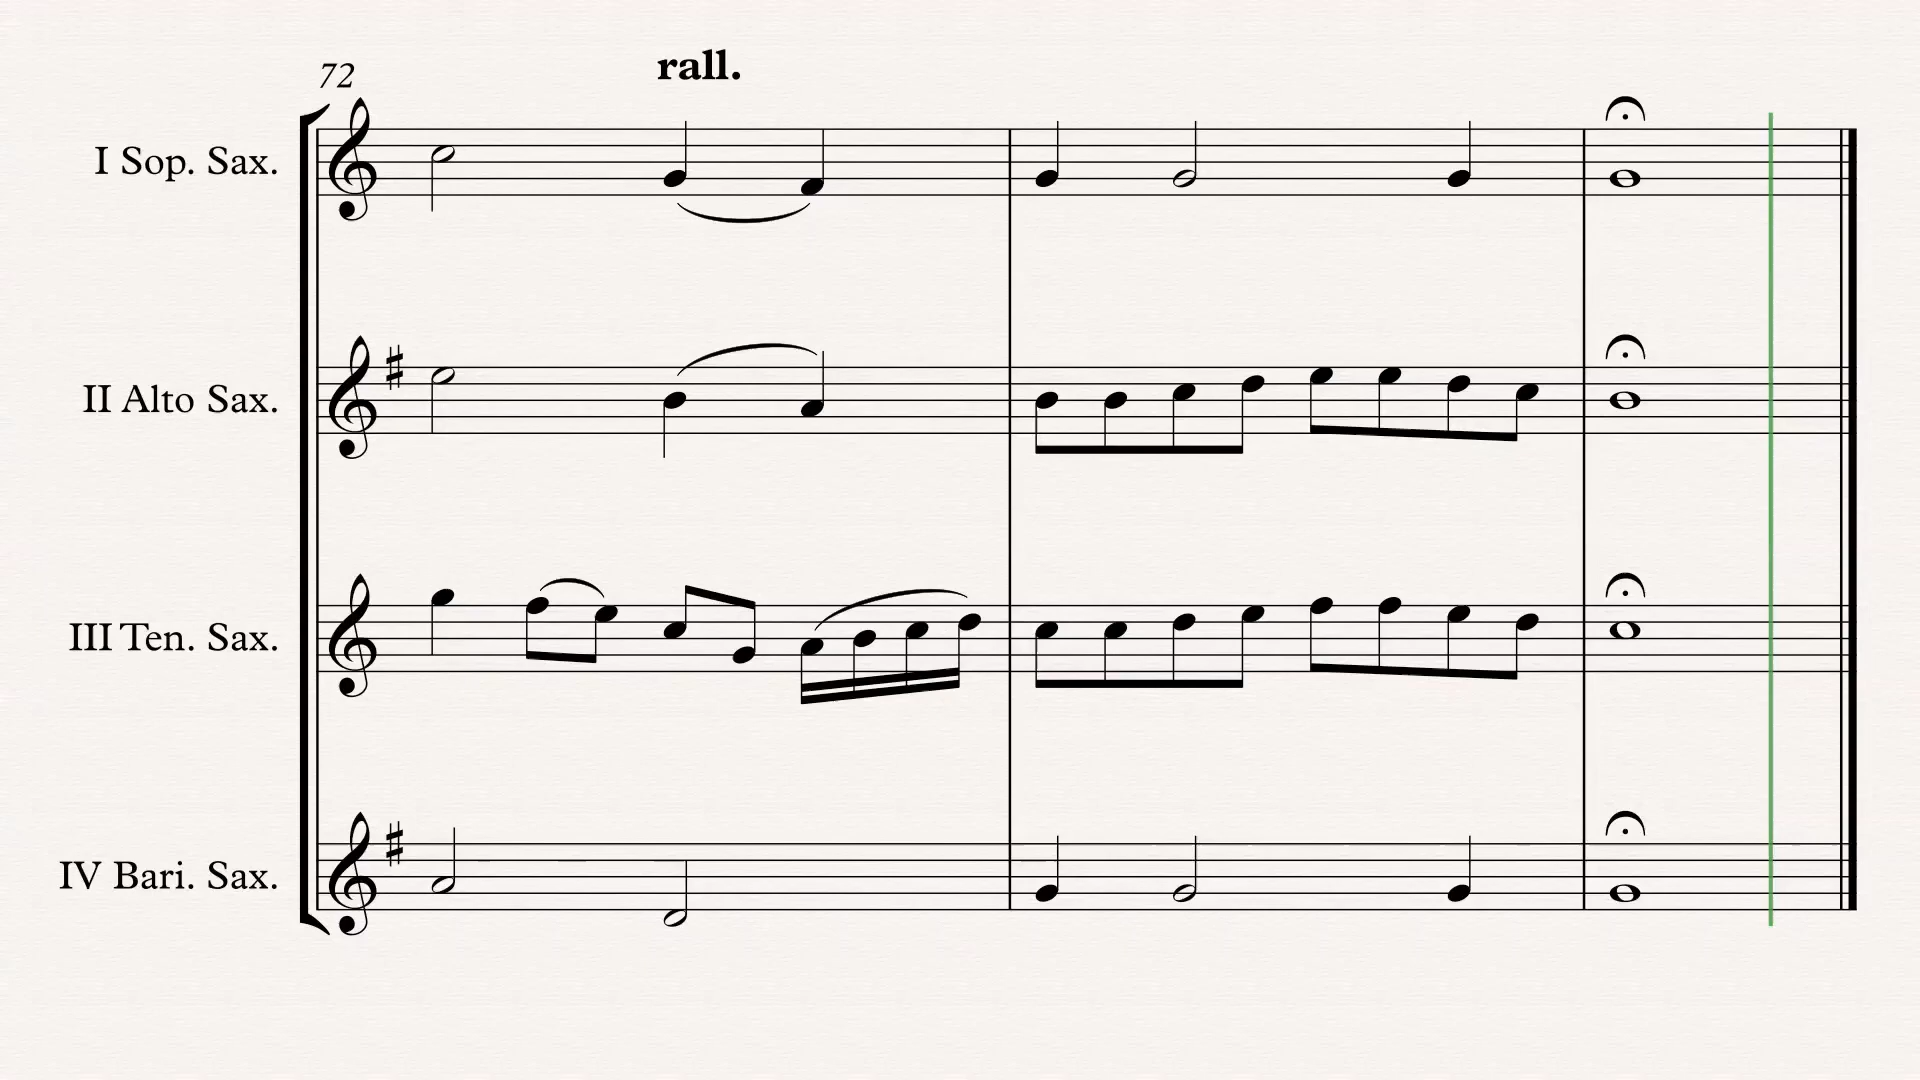 72
rall.
I Sop. Sax.
II Alto Sax.
III Ten. Sax.
IV Bari. Sax.